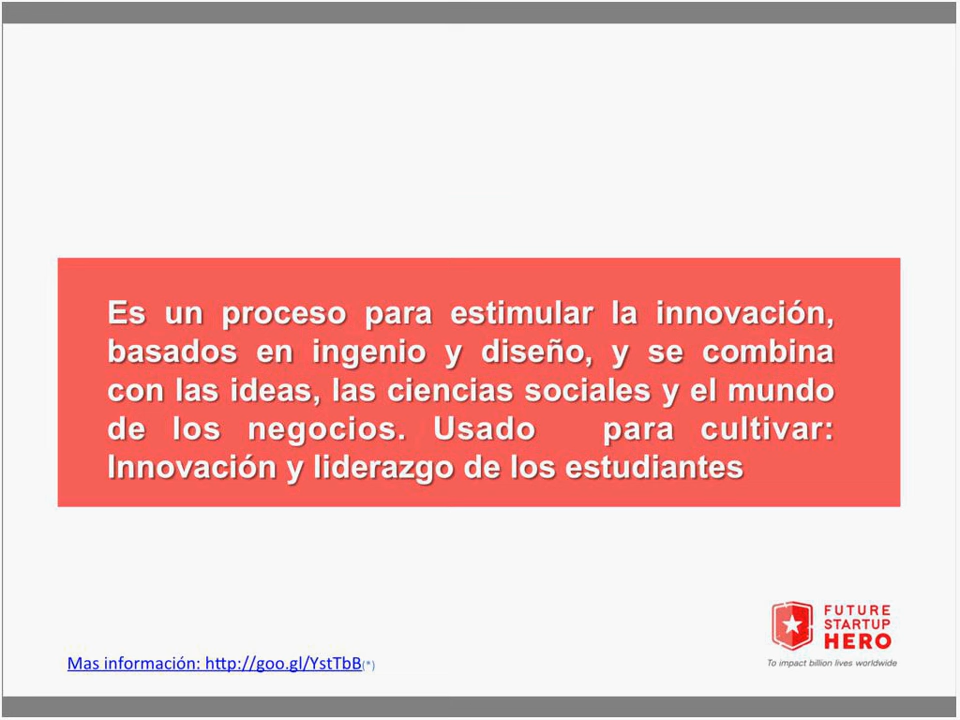 Es un proceso para estimular la innovación,
basados en ingenio y diseño, y se combina
con las ideas, las ciencias sociales y el mundo
de los negocios. Usado para cultivar:
Innovación y liderazgo de los estudiantes
Mas información: http://goo.gl/YstTbB(*)
FUTURE
STARTUP
HERO
To impact billion lives worldwide